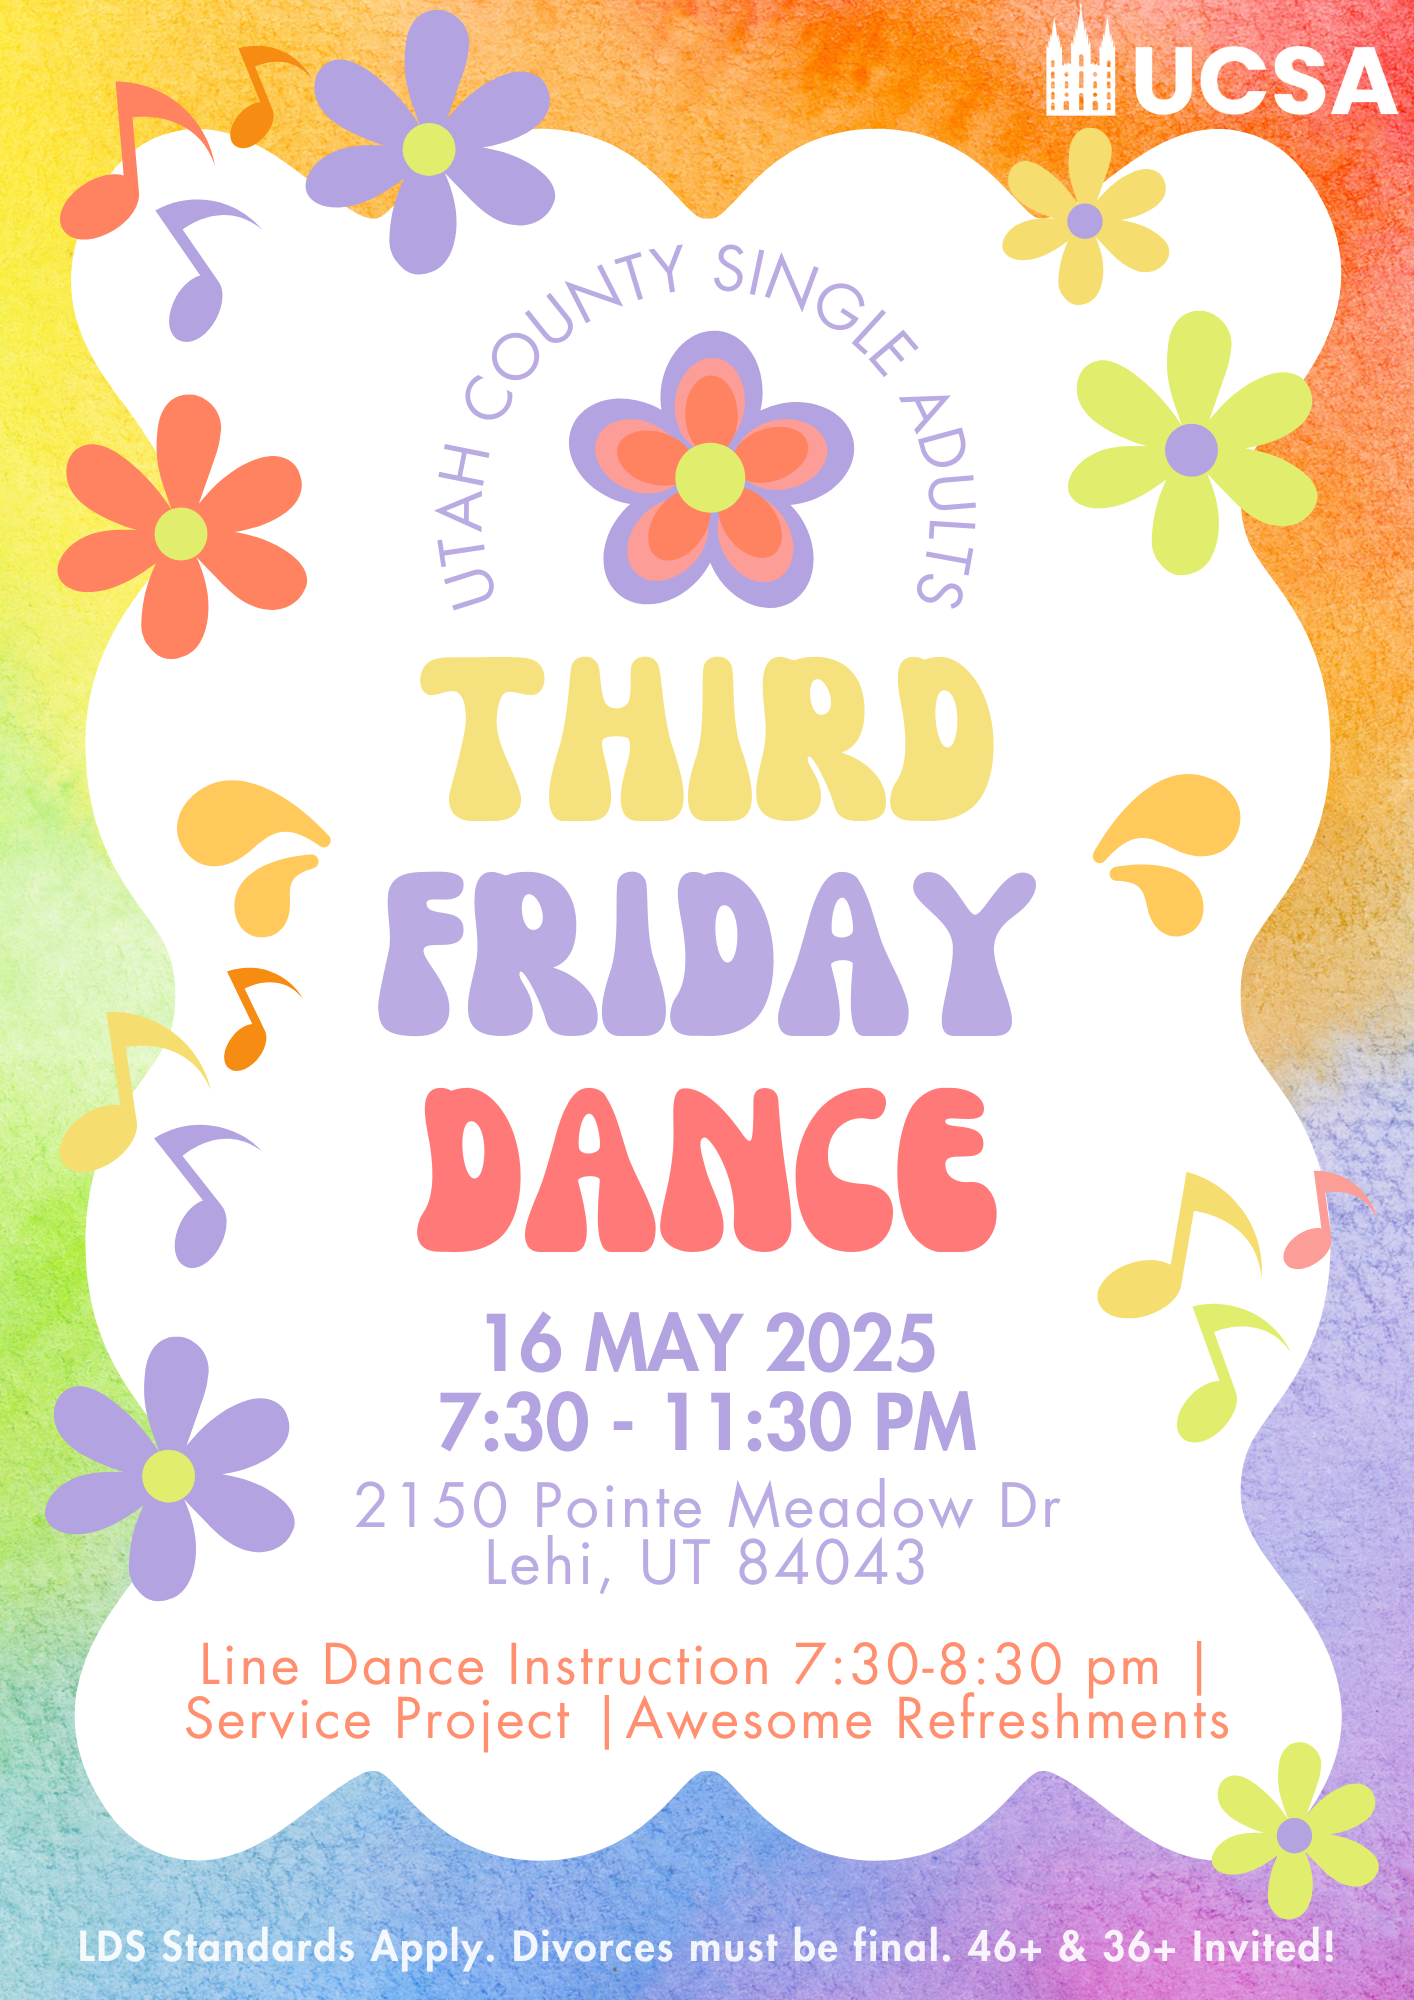 UCSA
UTAH COUNTY SINGLE ADULTS
THIRD
FRIDAY
DANCE
16 MAY 2025
7:30 - 11:30 PM
2150 Pointe Meadow Dr
Lehi, UT 84043
Line Dance Instruction 7:30-8:30 pm |
Service Project |Awesome Refreshments
LDS Standards Apply. Divorces must be final. 46+ & 36+ Invited!